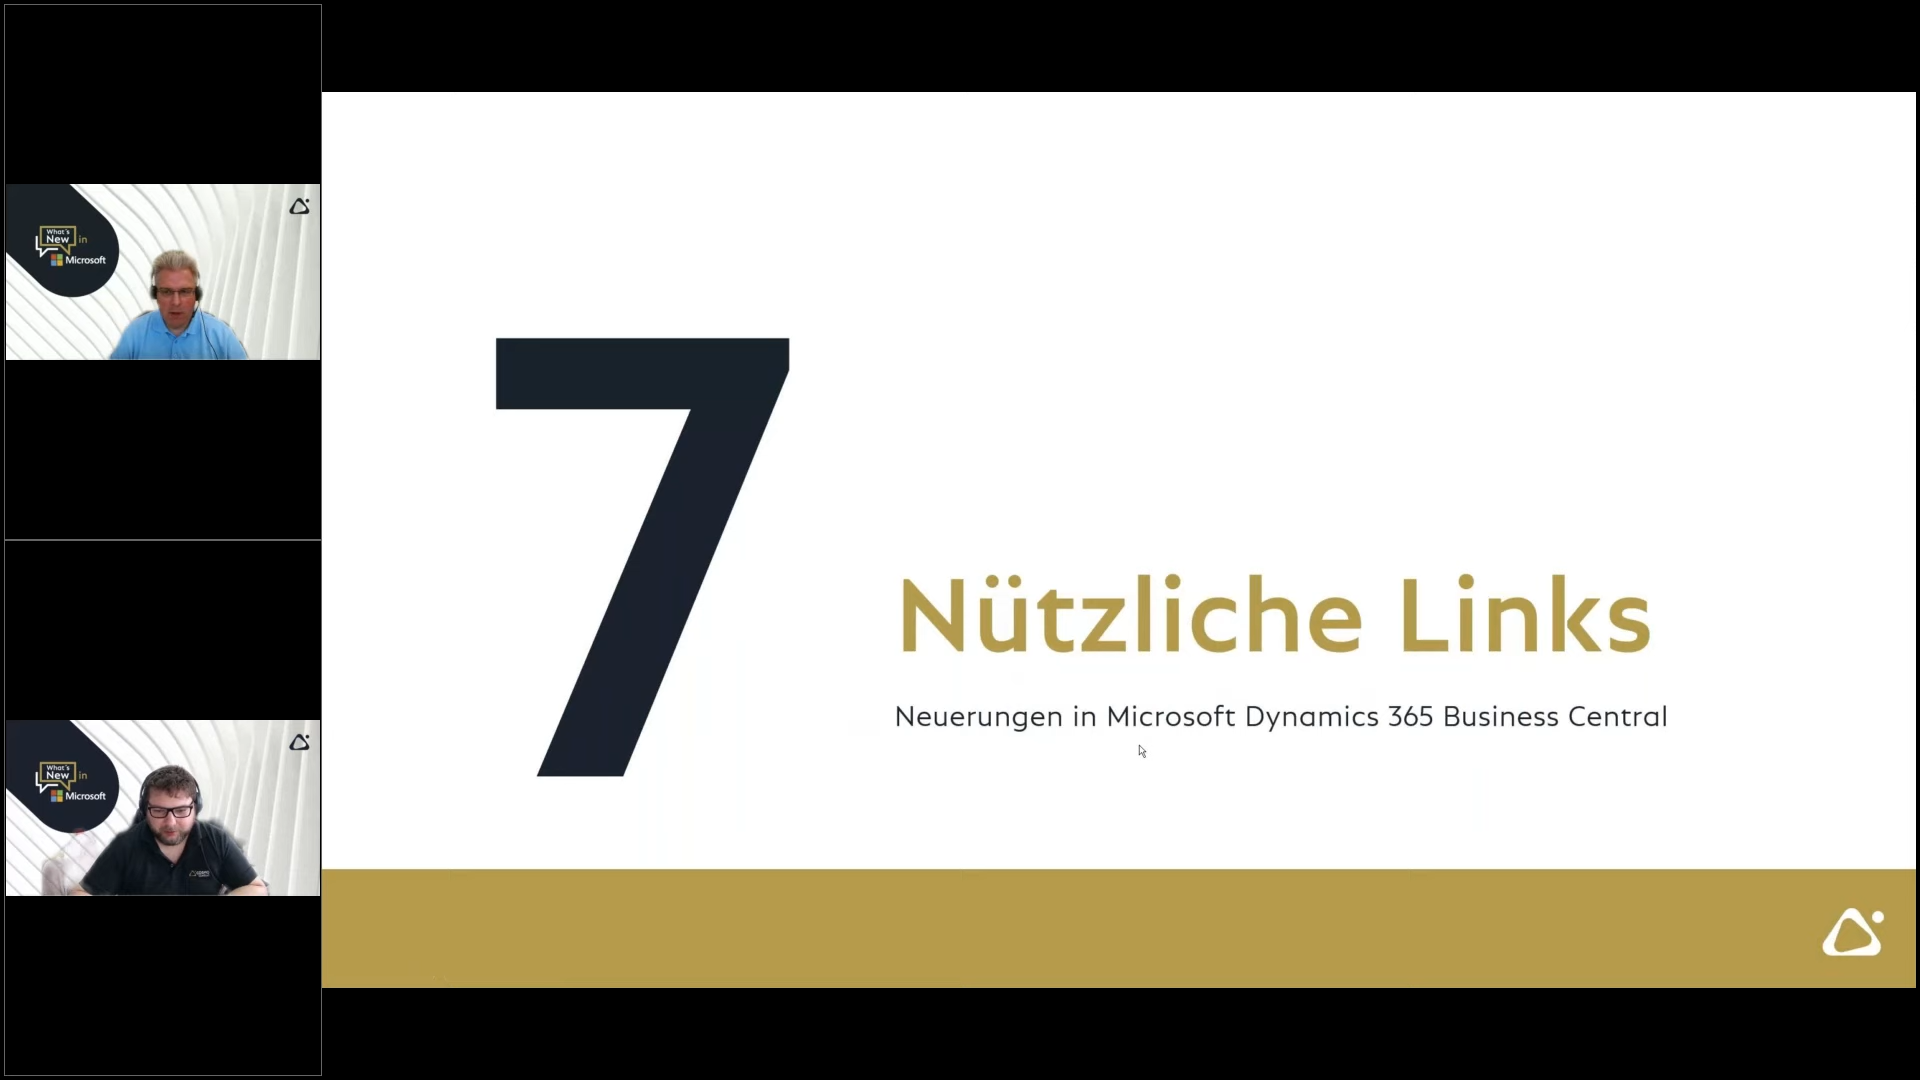 What's
New in
Microsoft
What's
New in
Microsoft
7
Nützliche Links
Neuerungen in Microsoft Dynamics 365 Business Central